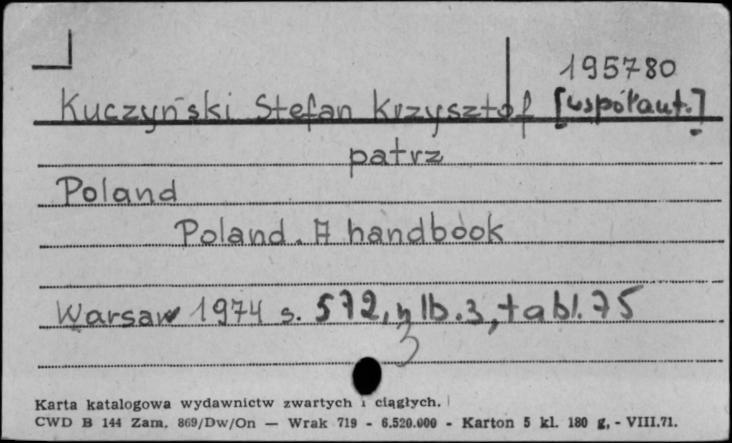 195780
Kuczyński Stefan Krzysztof [współaut.]
patrz
Poland
Poland. A handbook
Warsaw 1974 s. 572, nlb. 3, tabl. 75
Karta katalogowa wydawnictw zwartych i ciągłych.
CWD B 144 Zam. 869/Dw/On — Wrak 719 - 6.520.000 - Karton 5 kl. 180 g, - VIII.71.